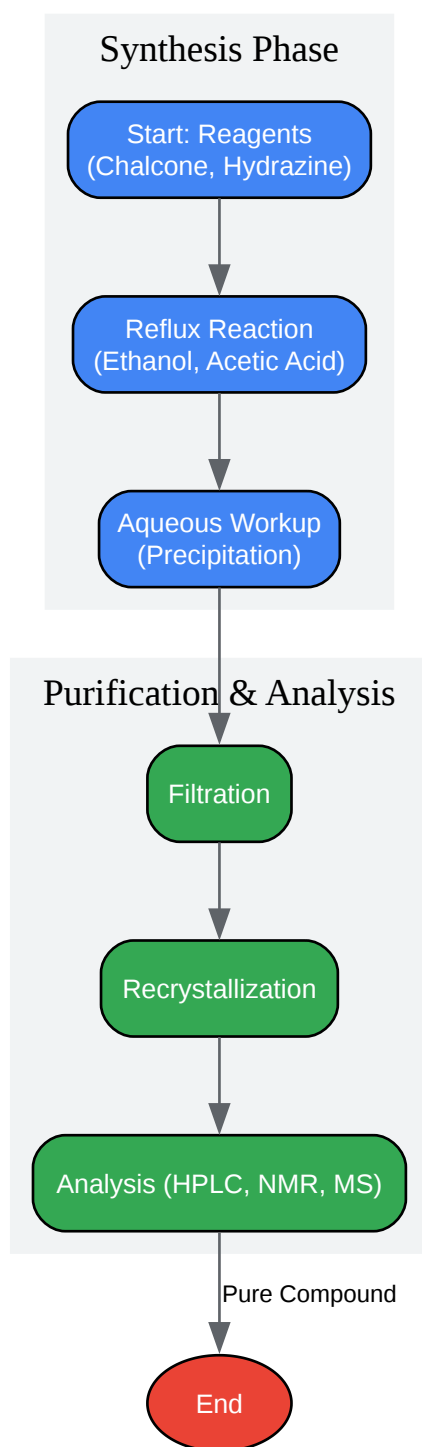 Synthesis Phase
Start: Reagents
(Chalcone, Hydrazine)
Reflux Reaction
(Ethanol, Acetic Acid)
Aqueous Workup
(Precipitation)
Purification & Analysis
Filtration
Recrystallization
Analysis (HPLC, NMR, MS)
Pure Compound
End